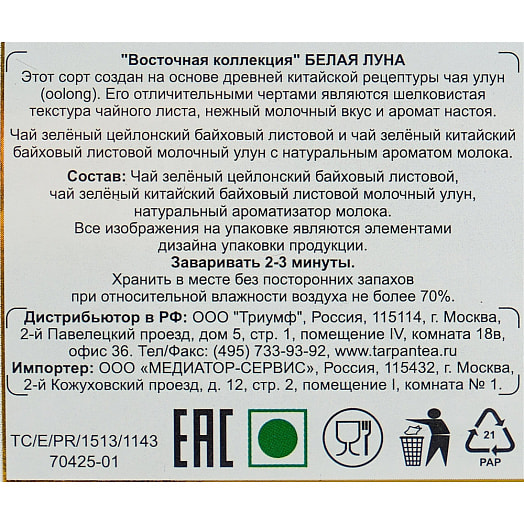 "Восточная коллекция" БЕЛАЯ ЛУНА
Этот сорт создан на основе древней китайской рецептуры чая улун
(oolong). Его отличительными чертами являются шелковистая
текстура чайного листа, нежный молочный вкус и аромат настоя.
Чай зелёный цейлонский байховый листовой и чай зелёный китайский
байховый листовой молочный улун с натуральным ароматом молока.
Состав: Чай зелёный цейлонский байховый листовой,
чай зелёный китайский байховый листовой молочный улун,
натуральный ароматизатор молока.
Все изображения на упаковке являются элементами
дизайна упаковки продукции.
Заваривать 2-3 минуты.
Хранить в месте без посторонних запахов
при относительной влажности воздуха не более 70%.
Дистрибьютор в РФ: ООО "Триумф", Россия, 115114, г. Москва,
2-й Павелецкий проезд, дом 5, стр. 1, помещение IV, комната 18в,
офис 36. Тел/Факс: (495) 733-93-92, www.tarpantea.ru
Импортер: ООО «МЕДИАТОР-СЕРВИС», Россия, 115432, г. Москва,
2-й Кожуховский проезд, д. 12, стр. 2, помещение I, комната № 1.
TC/E/PR/1513/1143
70425-01
EAC
21
PAP